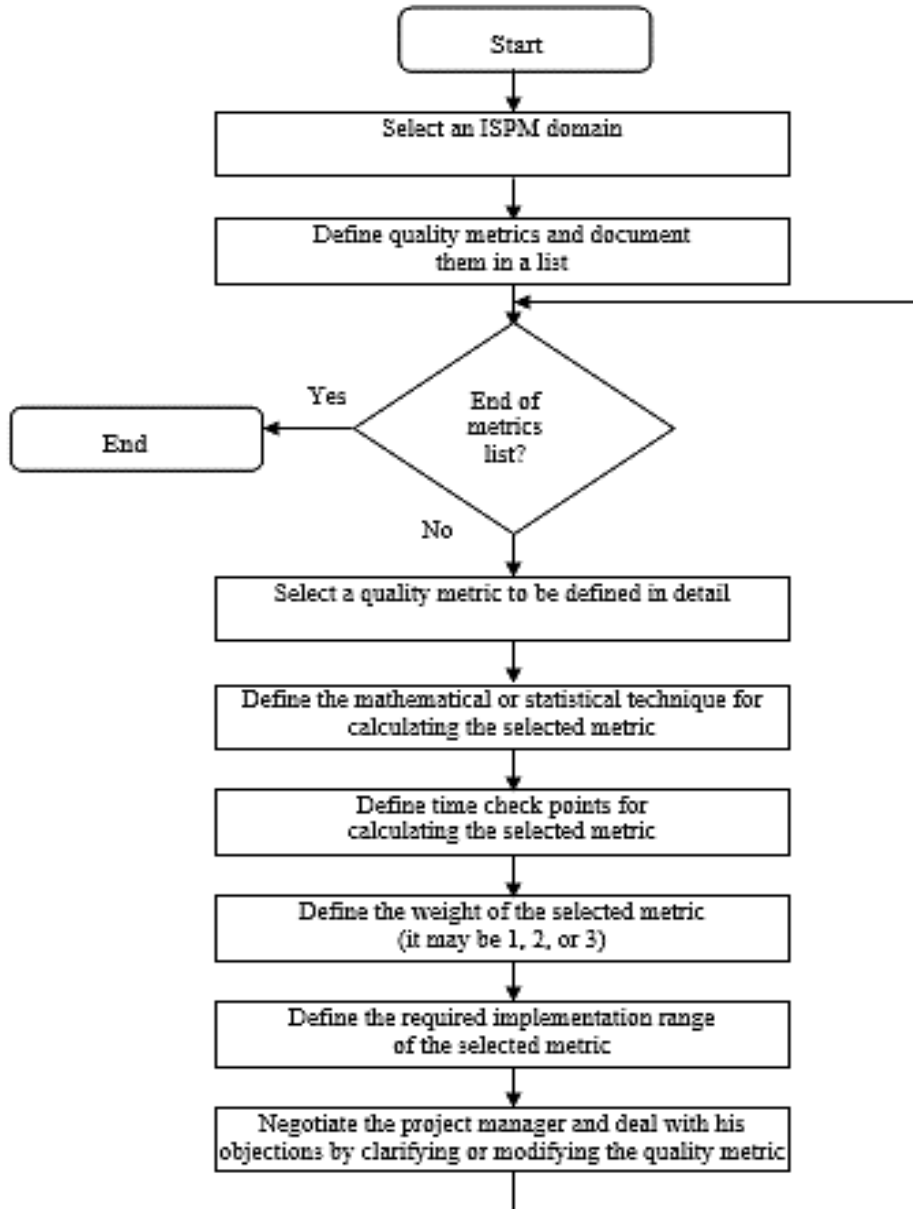 Start
Select an ISPM domain
Define quality metrics and document
them in a list
Yes
End of
metrics
list?
End
No
Select a quality metric to be defined in detail
Define the mathematical or statistical technique for
calculating the selected metric
Define time check points for
calculating the selected metric
Define the weight of the selected metric
(it may be 1, 2, or 3)
Define the required implementation range
of the selected metric
Negotiate the project manager and deal with his
objections by clarifying or modifying the quality metric